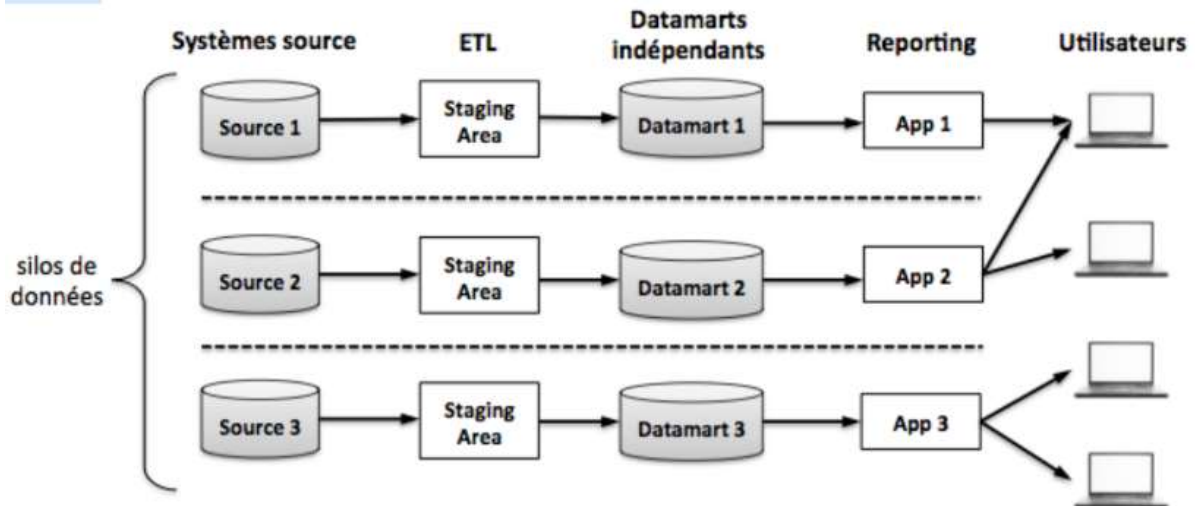 Systèmes source
ETL
Datamarts
indépendants
Reporting
Utilisateurs
silos de
données
Source 1
Staging
Area
Datamart 1
App 1
Source 2
Staging
Area
Datamart 2
App 2
Source 3
Staging
Area
Datamart 3
App 3